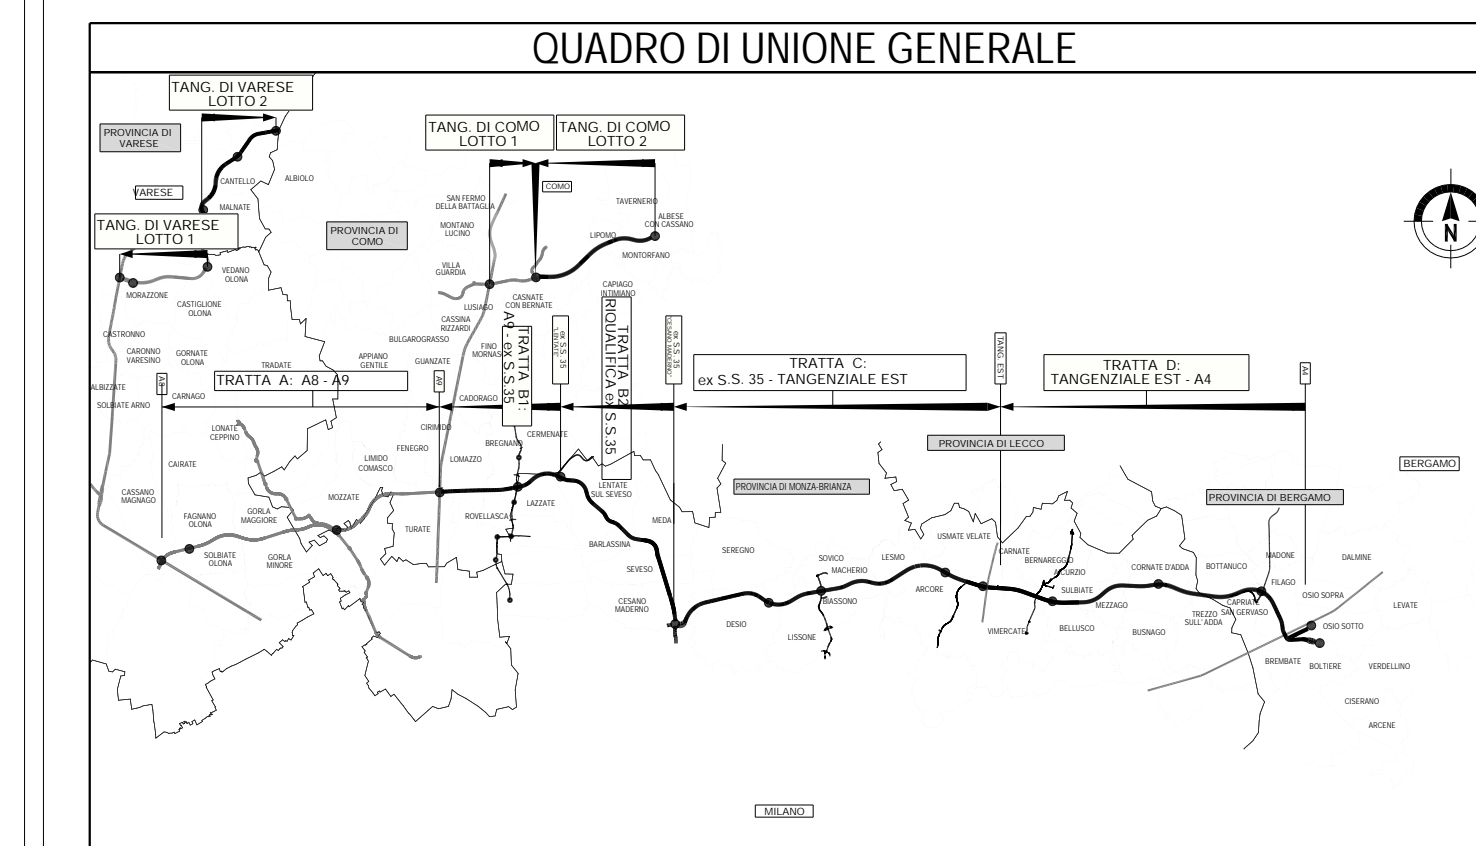 QUADRO DI UNIONE GENERALE
TANG. DI VARESE
LOTTO 2
PROVINCIA DI
VARESE
TANG. DI COMO
LOTTO 1
TANG. DI COMO
LOTTO 2
CANTELLO
ALBIOLO
VARESE
COMO
MALNATE
SAN FERMO
DELLA BATTAGLIA
TAVERNERIO
ALBESE
CON CASSANO
TANG. DI VARESE
LOTTO 1
PROVINCIA DI
COMO
MONTANO
LUCINO
LIPOMO
MONTORFANO
N
VEDANO
OLONA
VILLA
GUARDIA
MORAZZONE
CASTIGLIONE
OLONA
LUSIAGO
CASNATE
CON BERNATE
CAPIAGO
INTIMIANO
CASSINA
RIZZARDI
CASTRONNO
BULGAROGRASSO
CARONNO
VARESINO
GORNATE
OLONA
TRADATE
APPIANO
GENTILE
GUANZATE
FINO
MORNAS
TRATTA B1:
A9 - ex S.S.35
ex S.S. 35
TRATTA B2
RIQUALIFICA ex S.S.35
ex S.S. 35
TRATTA C:
ex S.S. 35 - TANGENZIALE EST
TANG. EST
TRATTA D:
TANGENZIALE EST - A4
A4
ALBIZZATE
A8
TRATTA A: A8 - A9
A9
CARNAGO
SOLBIATE ARNO
CADORAGO
LONATE
CEPPINO
CIRIMIDO
CERMENATE
FENEGRO
BREGNANO
PROVINCIA DI LECCO
CAIRATE
LIMIDO
COMASCO
LOMAZZO
BERGAMO
CASSANO
MAGNAGO
MOZZATE
LENTATE
SUL SEVESO
PROVINCIA DI MONZA-BRIANZA
PROVINCIA DI BERGAMO
LAZZATE
FAGNANO
OLONA
GORLA
MAGGIORE
TURATE
ROVELLASCA
MEDA
SOLBIATE
OLONA
GORLA
MINORE
BARLASSINA
SEREGNO
USMATE VELATE
CARNATE
SEVESO
SOVICO
MACHERIO
LESMO
BERNAREGGIO
AICURZIO
CORNATE D'ADDA
BOTTANUCO
MADONE
DALMINE
FILAGO
ARCORE
SULBIATE
OSIO SOPRA
CESANO
MADERNO
BIASSONO
MEZZAGO
CAPRIATE
SAN GERVASO
LEVATE
DESIO
LISSONE
VIMERCATE
BELLUSCO
BUSNAGO
TREZZO
SULL' ADDA
OSIO SOTTO
BREMBATE
BOLTIERE
VERDELLINO
CISERANO
ARCENE
MILANO